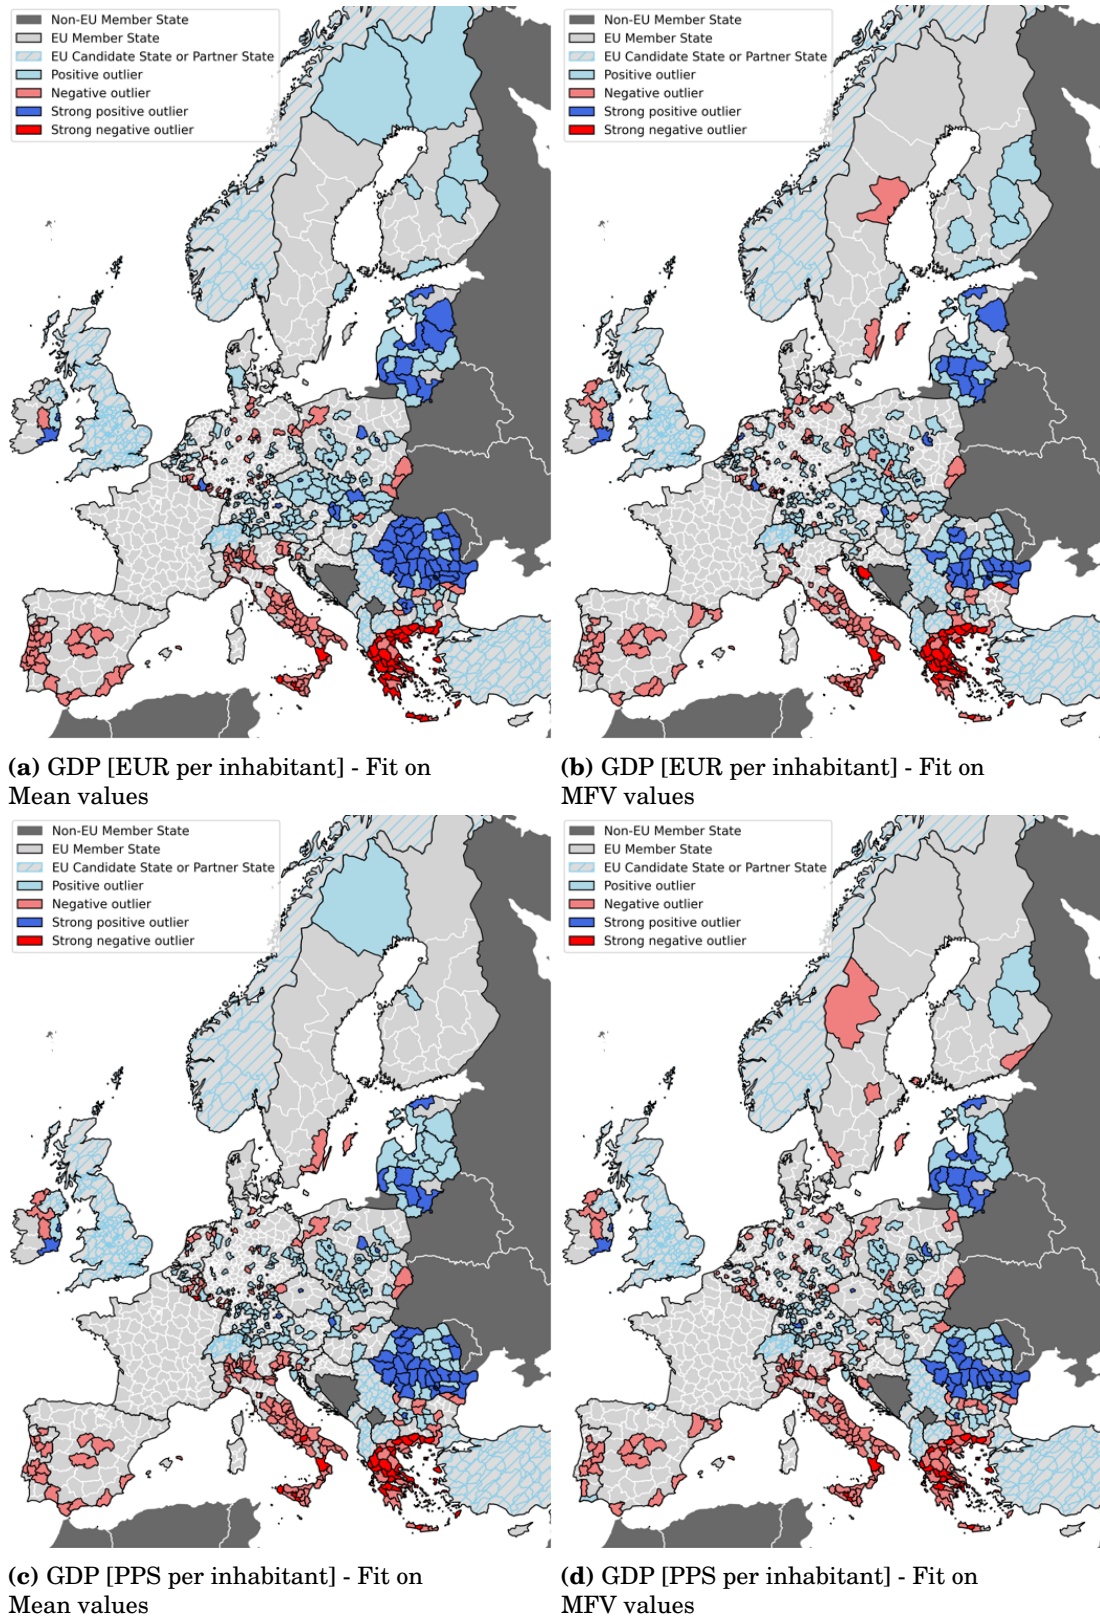 Non-EU Member State
EU Member State
EU Candidate State or Partner State
Positive outlier
Negative outlier
Strong positive outlier
Strong negative outlier
Non-EU Member State
EU Member State
EU Candidate State or Partner State
Positive outlier
Negative outlier
Strong positive outlier
Strong negative outlier
(a) GDP [EUR per inhabitant] - Fit on
Mean values
(b) GDP [EUR per inhabitant] - Fit on
MFV values
Non-EU Member State
EU Member State
EU Candidate State or Partner State
Positive outlier
Negative outlier
Strong positive outlier
Strong negative outlier
Non-EU Member State
EU Member State
EU Candidate State or Partner State
Positive outlier
Negative outlier
Strong positive outlier
Strong negative outlier
(c) GDP [PPS per inhabitant] - Fit on
Mean values
(d) GDP [PPS per inhabitant] - Fit on
MFV values